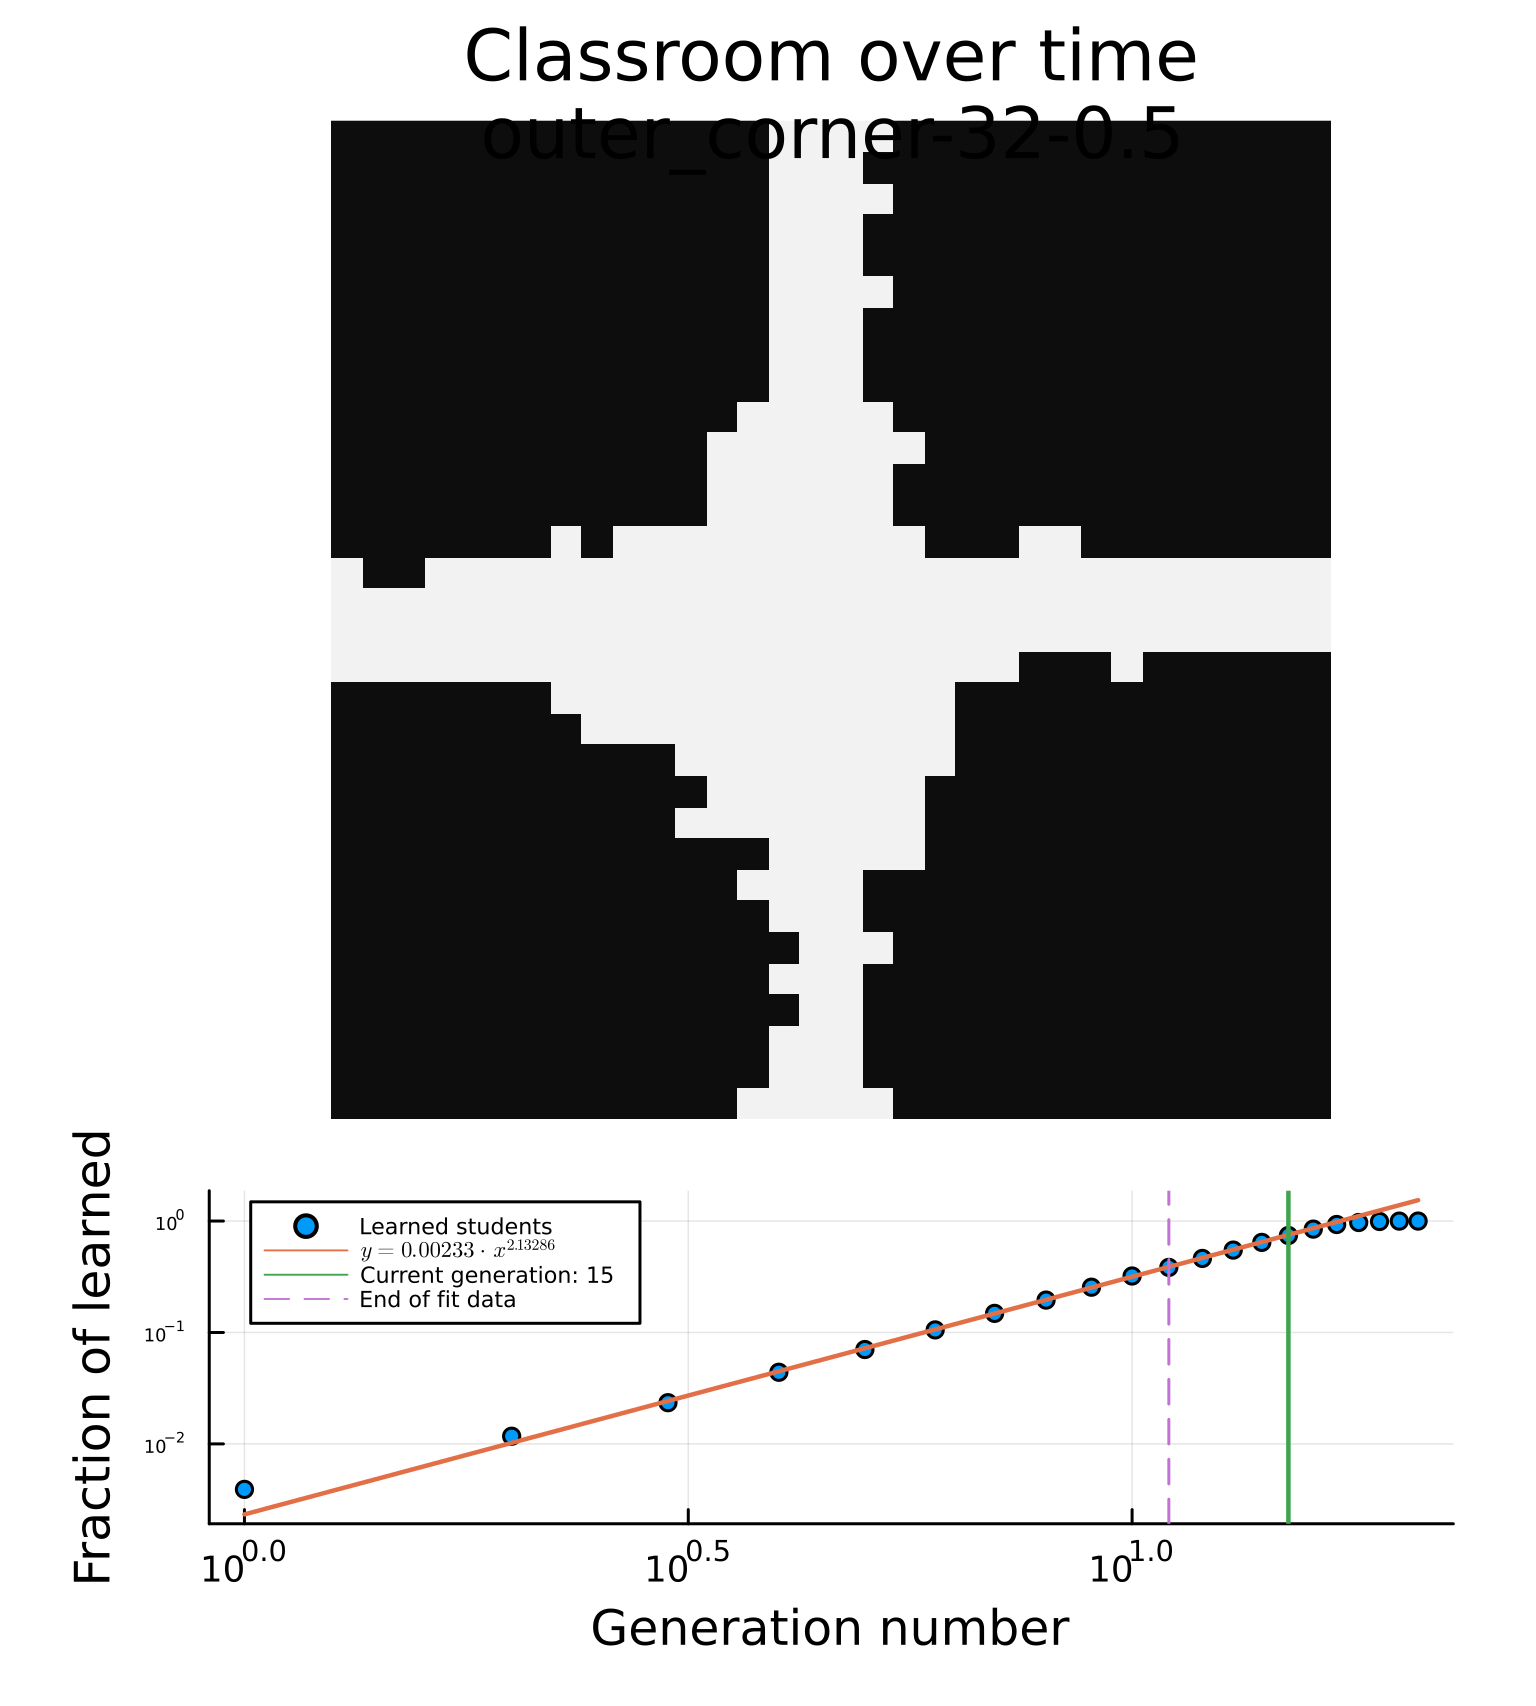 Classroom over time
outer_corner-32-0.5
Fraction of learned
10⁰
10⁻¹
10⁻²
Learned students
y = 0.00233 · x^2.13286
Current generation: 15
End of fit data
10^0.0
10^0.5
10^1.0
Generation number